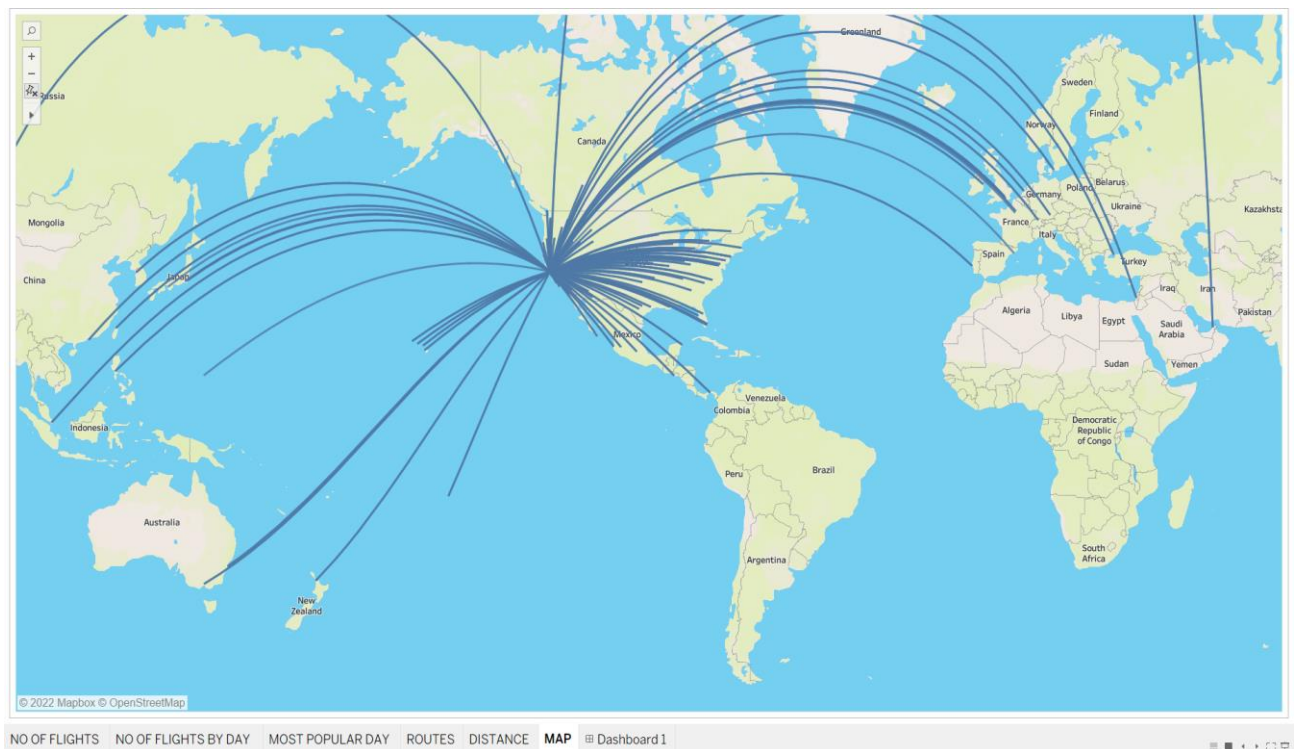 Greenland
Sweden
Finland
Russia
Norway
Canada
Belarus
Poland
Germany
Ukraine
Mongolia
France
Kazakhsta
Italy
Spain
Turkey
Japan
China
Iraq
Iran
Algeria
Libya
Egypt
Pakistan
Saudi
Arabia
Mexico
Sudan
Yemen
Venezuela
Colombia
Indonesia
Democratic
Republic
of Congo
Peru
Brazil
Australia
South
Africa
Argentina
New
Zealand
© 2022 Mapbox © OpenStreetMap
NO OF FLIGHTS NO OF FLIGHTS BY DAY MOST POPULAR DAY ROUTES DISTANCE MAP Dashboard 1